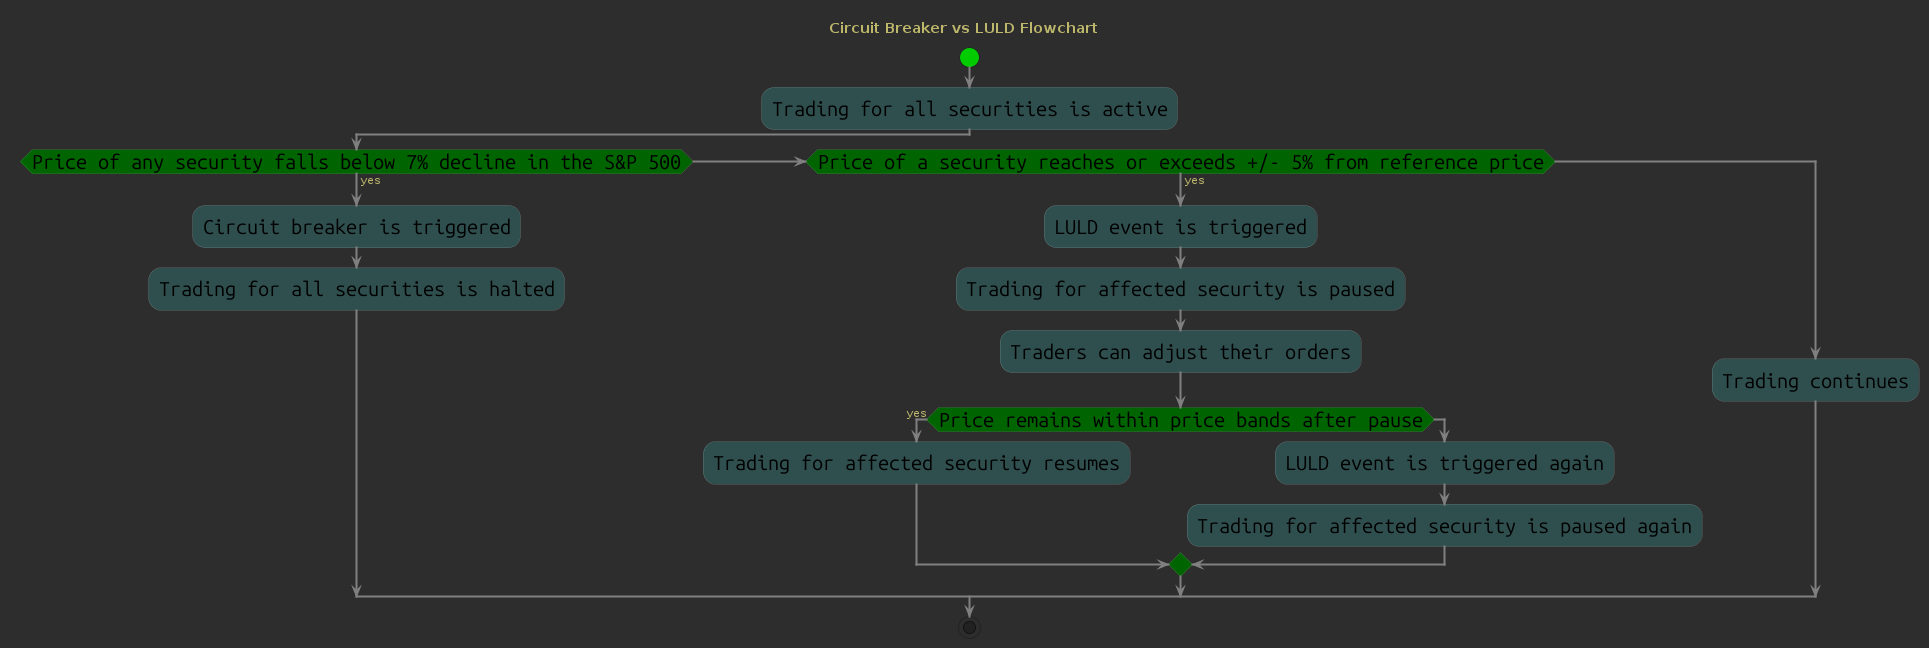 Circuit Breaker vs LULD Flowchart
Trading for all securities is active
Price of any security falls below 7% decline in the S&P 500
Price of a security reaches or exceeds +/- 5% from reference price
yes
yes
Circuit breaker is triggered
LULD event is triggered
Trading for all securities is halted
Trading for affected security is paused
Traders can adjust their orders
Trading continues
yes
Price remains within price bands after pause
Trading for affected security resumes
LULD event is triggered again
Trading for affected security is paused again